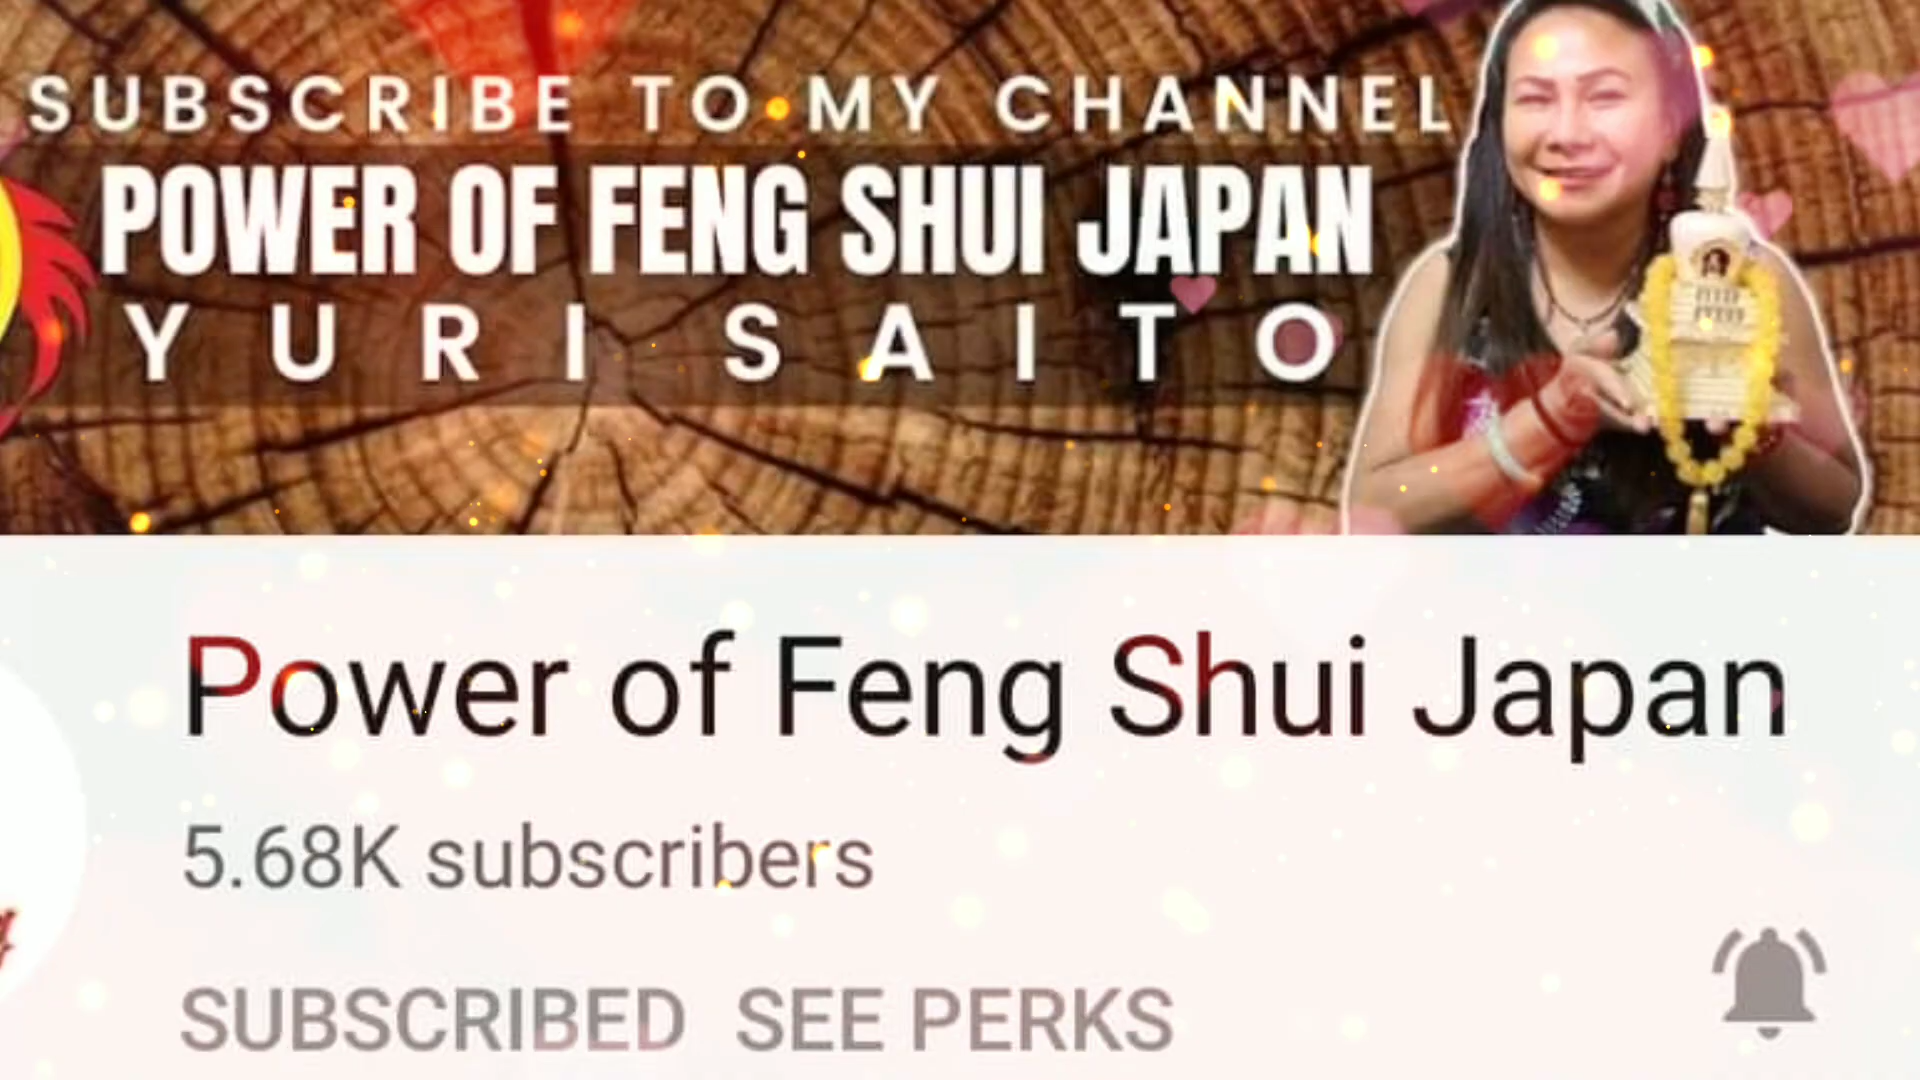 SUBSCRIBE TO MY CHANNEL
POWER OF FENG SHUI JAPAN
YURI SAITO
Power of Feng Shui Japan
5.68K subscribers
SUBSCRIBED SEE PERKS